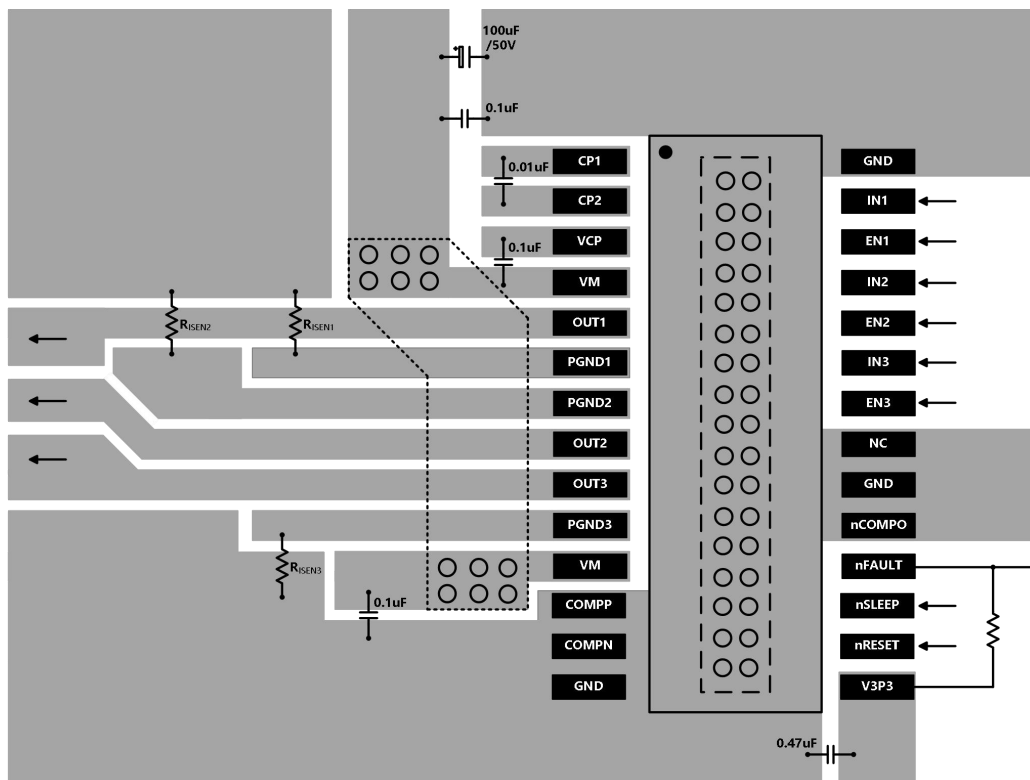 100uF
/50V
0.1uF
CP1
GND
0.01uF
CP2
IN1
VCP
EN1
0.1uF
VM
IN2
RISEN2
RISEN1
OUT1
EN2
PGND1
IN3
PGND2
EN3
OUT2
NC
OUT3
GND
PGND3
nCOMPO
RISEN3
VM
nFAULT
0.1uF
COMPP
nSLEEP
COMPN
nRESET
GND
V3P3
0.47uF